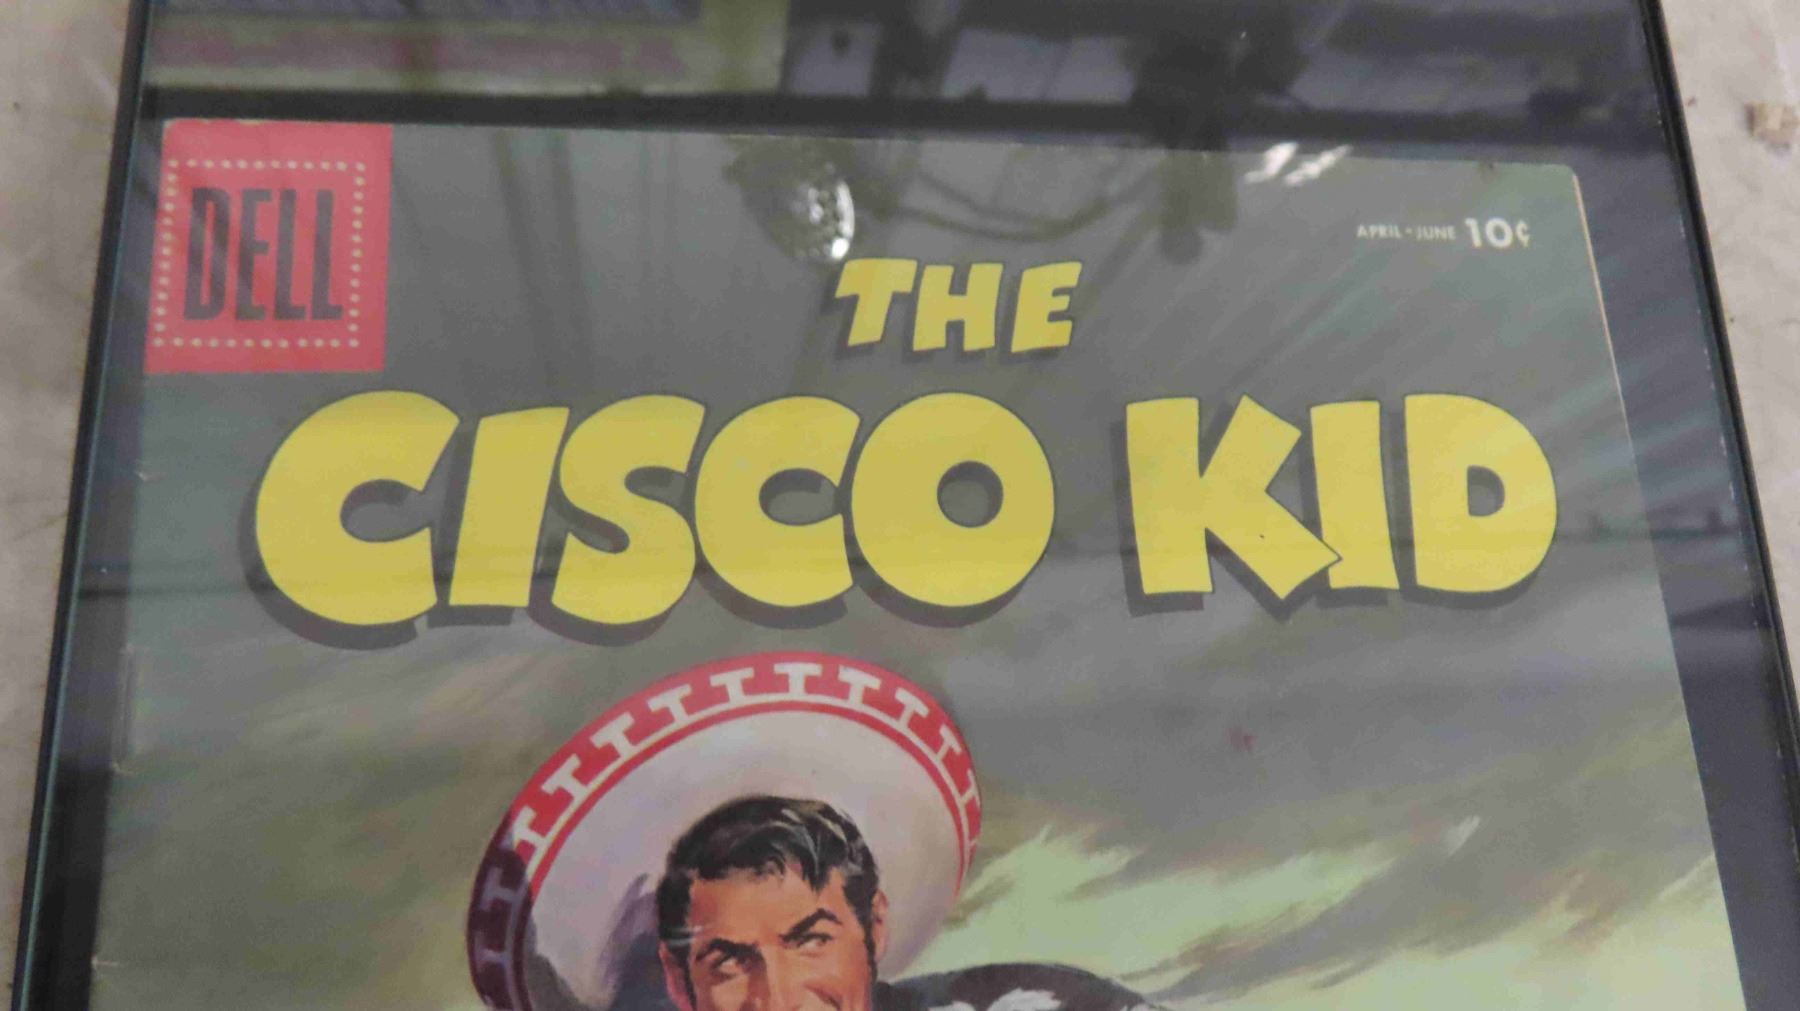 DELL
APRIL - JUNE 10¢
THE
CISCO KID